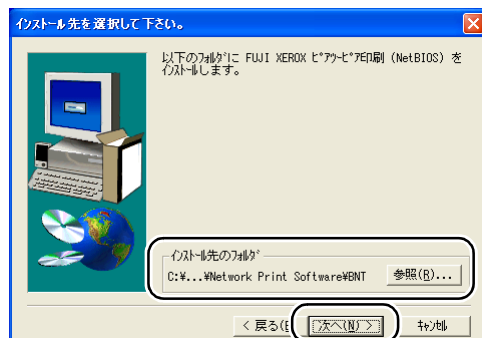 インストール先を選択して下さい。
以下のフォルダに FUJI XEROX ピアツーピア印刷 (NetBIOS) を
インストールします。
インストール先のフォルダ
C:¥...¥Network Print Software¥BNT 参照(R)...
< 戻る( 次へ(N) > キャンセル